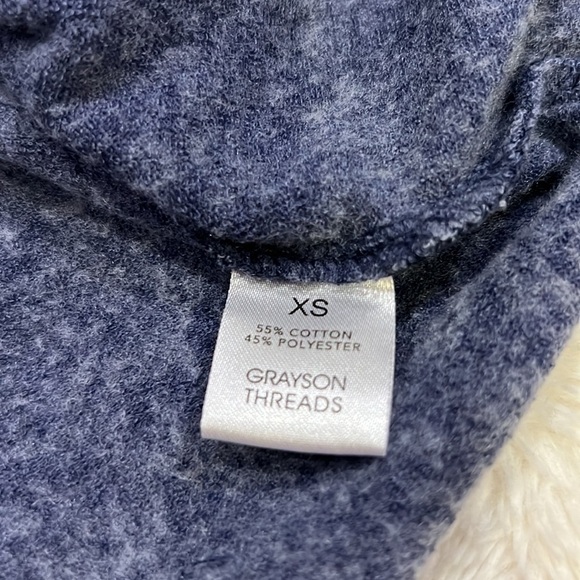 XS
55% COTTON
45% POLYESTER
GRAYSON
THREADS